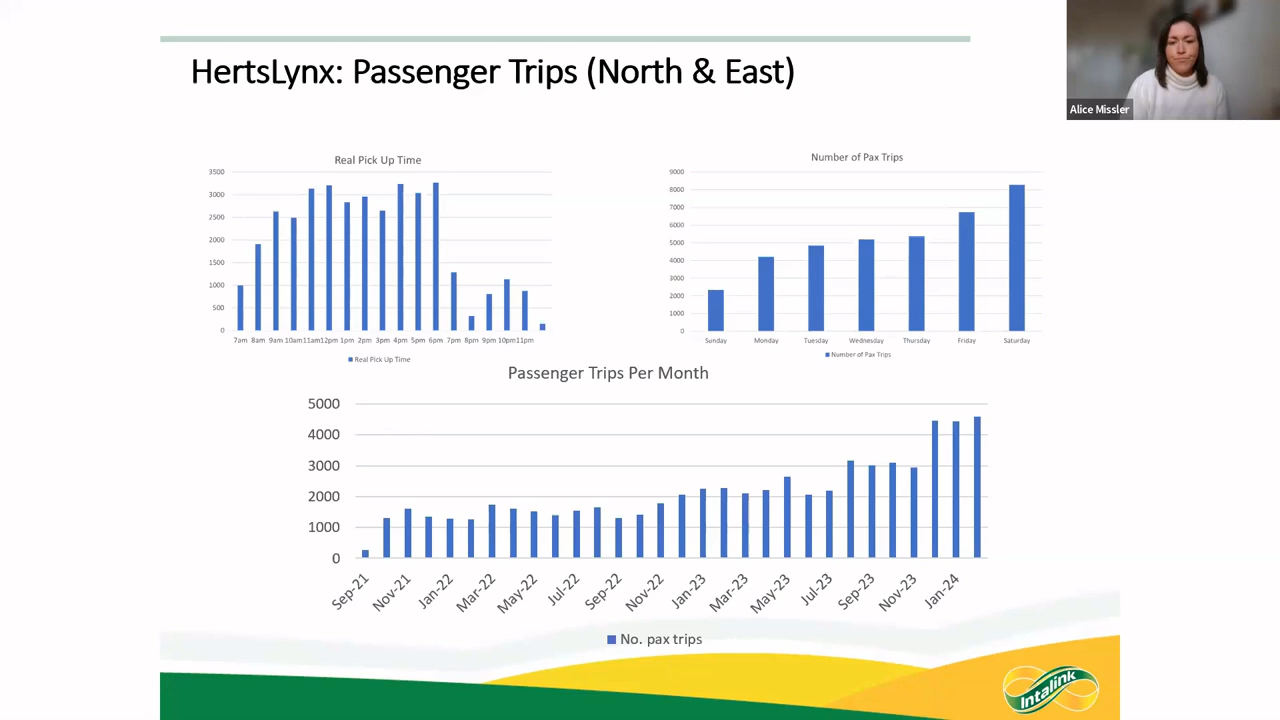 HertsLynx: Passenger Trips (North & East)
Alice Missler
Real Pick Up Time
3500
3000
2500
2000
1500
1000
500
0
7am 8am 9am 10am 11am 12pm 1pm 2pm 3pm 4pm 5pm 6pm 7pm 8pm 9pm 10pm 11pm
Real Pick Up Time
Number of Pax Trips
9000
8000
7000
6000
5000
4000
3000
2000
1000
0
Sunday Monday Tuesday Wednesday Thursday Friday Saturday
Number of Pax Trips
Passenger Trips Per Month
5000
4000
3000
2000
1000
0
Sep-21 Nov-21 Jan-22 Mar-22 May-22 Jul-22 Sep-22 Nov-22 Jan-23 Mar-23 May-23 Jul-23 Sep-23 Nov-23 Jan-24
No. pax trips
Intalink